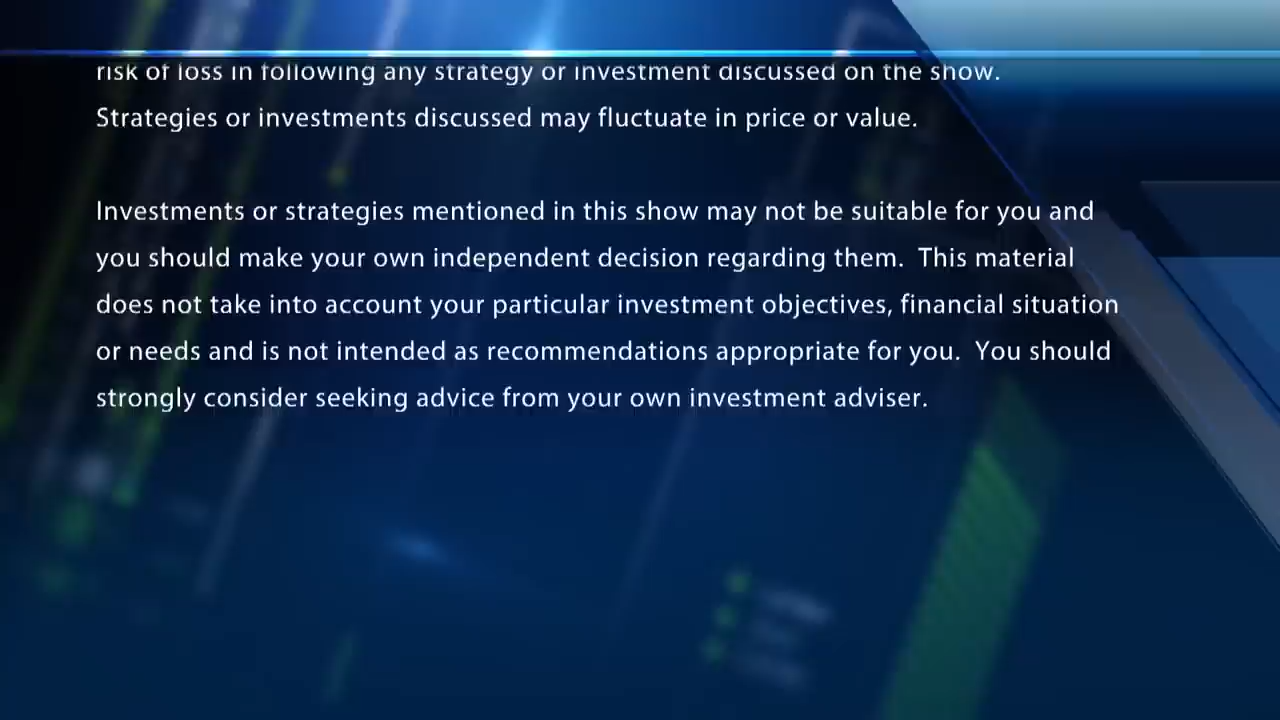 risk of loss in following any strategy or investment discussed on the show.
Strategies or investments discussed may fluctuate in price or value.
Investments or strategies mentioned in this show may not be suitable for you and
you should make your own independent decision regarding them.  This material
does not take into account your particular investment objectives, financial situation
or needs and is not intended as recommendations appropriate for you.  You should
strongly consider seeking advice from your own investment adviser.